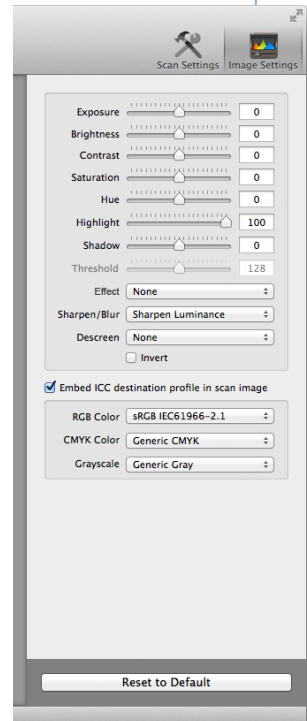 Scan Settings Image Settings
Exposure 0
Brightness 0
Contrast 0
Saturation 0
Hue 0
Highlight 100
Shadow 0
Threshold 128
Effect None
Sharpen/Blur Sharpen Luminance
Descreen None
Invert
Embed ICC destination profile in scan image
RGB Color sRGB IEC61966-2.1
CMYK Color Generic CMYK
Grayscale Generic Gray
Reset to Default